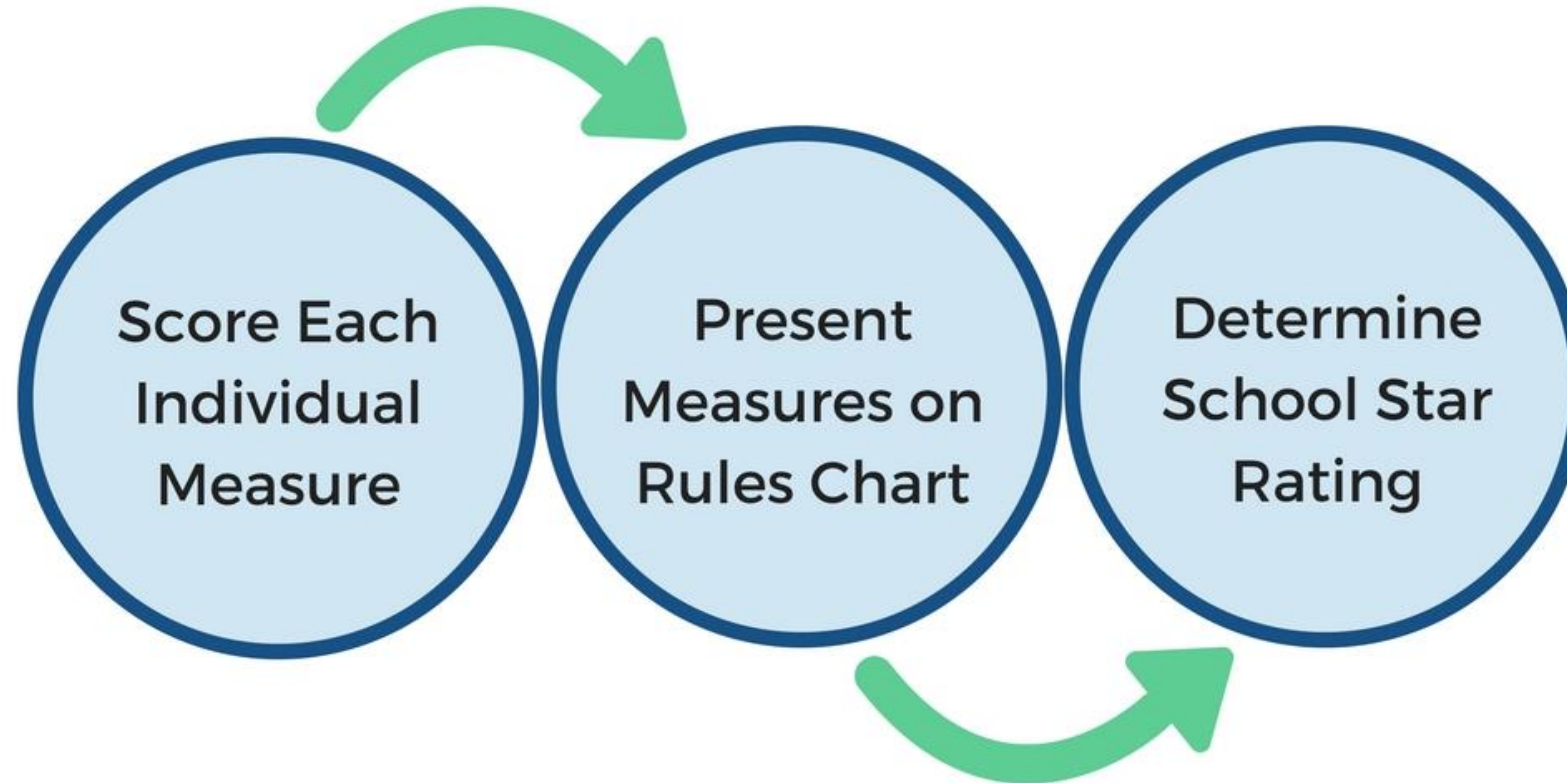 Score Each
Individual
Measure
Present
Measures on
Rules Chart
Determine
School Star
Rating